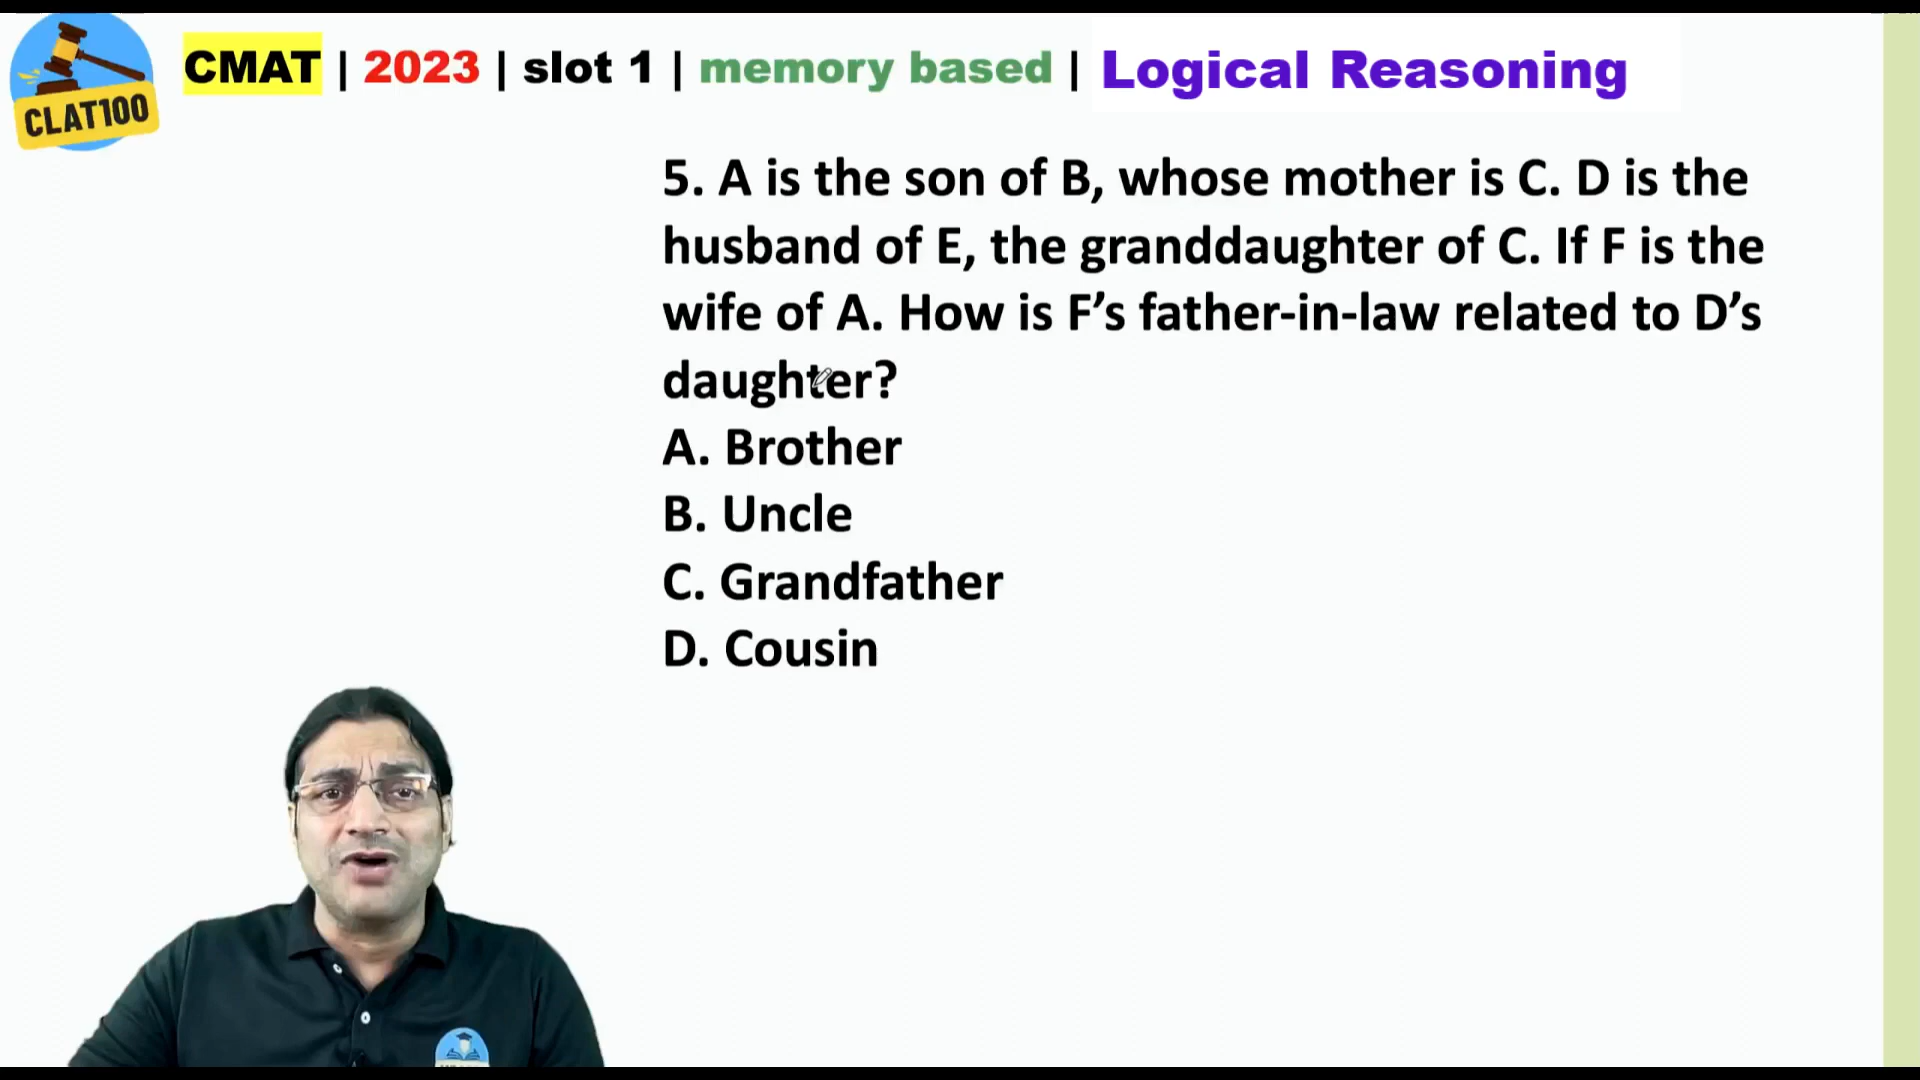 CLAT100
CMAT | 2023 | slot 1 | memory based | Logical Reasoning
5. A is the son of B, whose mother is C. D is the
husband of E, the granddaughter of C. If F is the
wife of A. How is F’s father-in-law related to D’s
daughter?
A. Brother
B. Uncle
C. Grandfather
D. Cousin